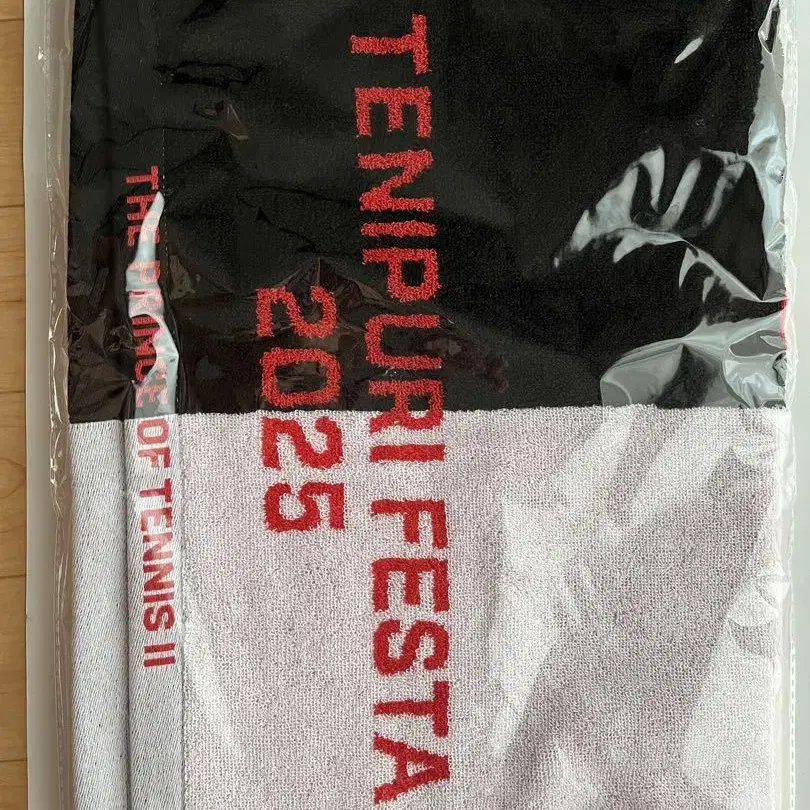 TENIPURI FESTA
2025
THE PRINCE OF TENNIS II